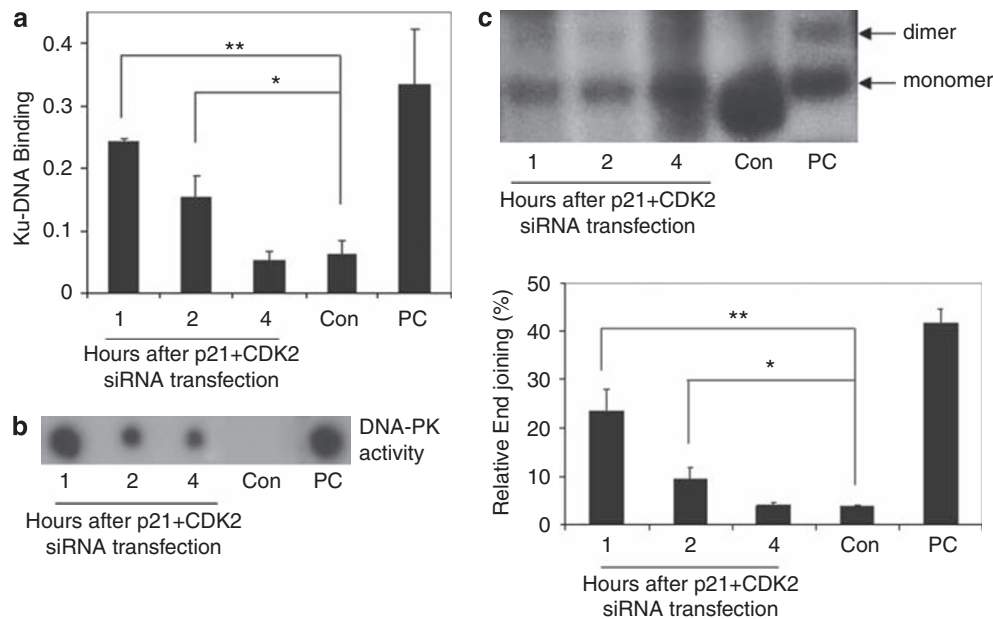 a
0.4
0.3
0.2
0.1
0
Ku-DNA Binding
**
*
1 2 4 Con PC
Hours after p21+CDK2
siRNA transfection
b
DNA-PK
activity
1 2 4 Con PC
Hours after p21+CDK2
siRNA transfection
c
dimer
monomer
1 2 4 Con PC
Hours after p21+CDK2
siRNA transfection
50
40
30
20
10
0
Relative End joining (%)
**
*
1 2 4 Con PC
Hours after p21+CDK2
siRNA transfection